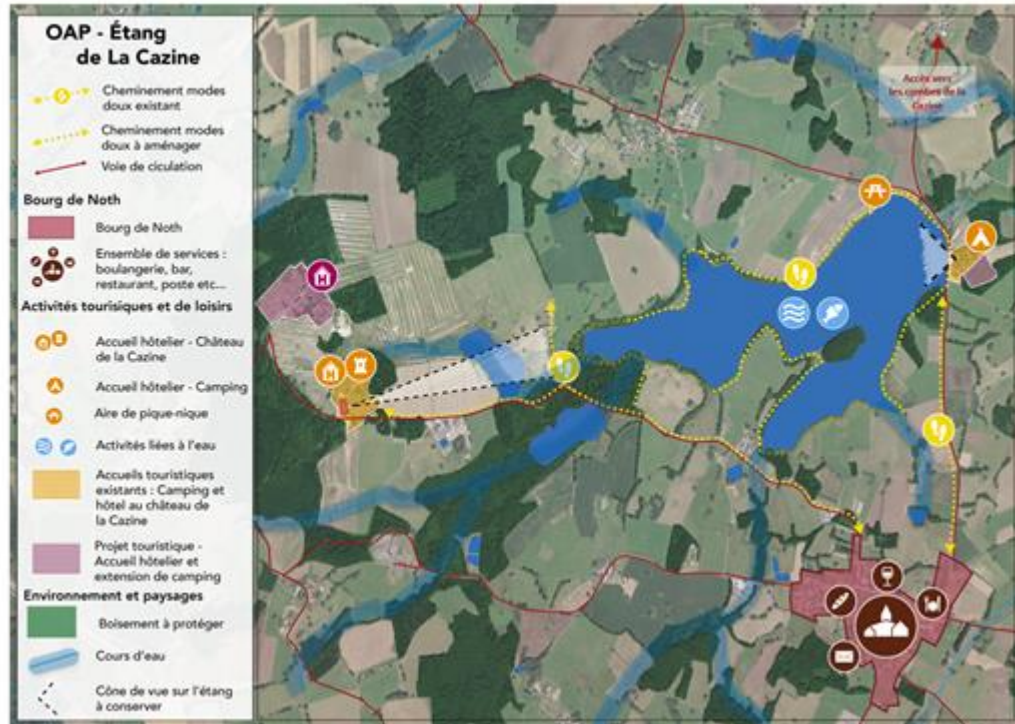 OAP - Étang
de La Cazine
Cheminement modes
doux existant
Cheminement modes
doux à aménager
Voie de ciculation
Bourg de Noth
Bourg de Noth
Ensemble de services :
boulangerie, bar,
restaurant, poste etc...
Activités tourisiques et de loisirs
Accueil hôtelier - Château
de la Cazine
Accueil hôtelier - Camping
Aire de pique-nique
Activités liées à l'eau
Accueils touristiques
existants : Camping et
hôtel au château de
la Cazine
Projet touristique -
Accueil hôtelier et
extension de camping
Environnement et paysages
Boisement à protéger
Cours d'eau
Cône de vue sur l'étang
à conserver
Accès vers
les combes de la
Cazine